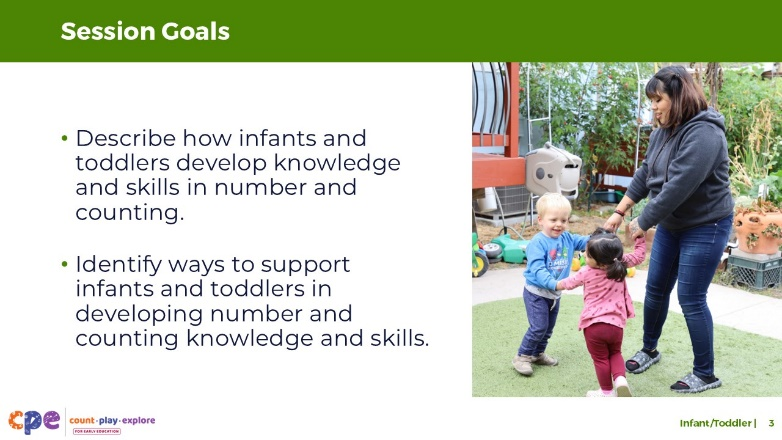 Session Goals
• Describe how infants and
toddlers develop knowledge
and skills in number and
counting.
• Identify ways to support
infants and toddlers in
developing number and
counting knowledge and skills.
cpe
count·play·explore
FOR EARLY EDUCATION
Infant/Toddler | 3